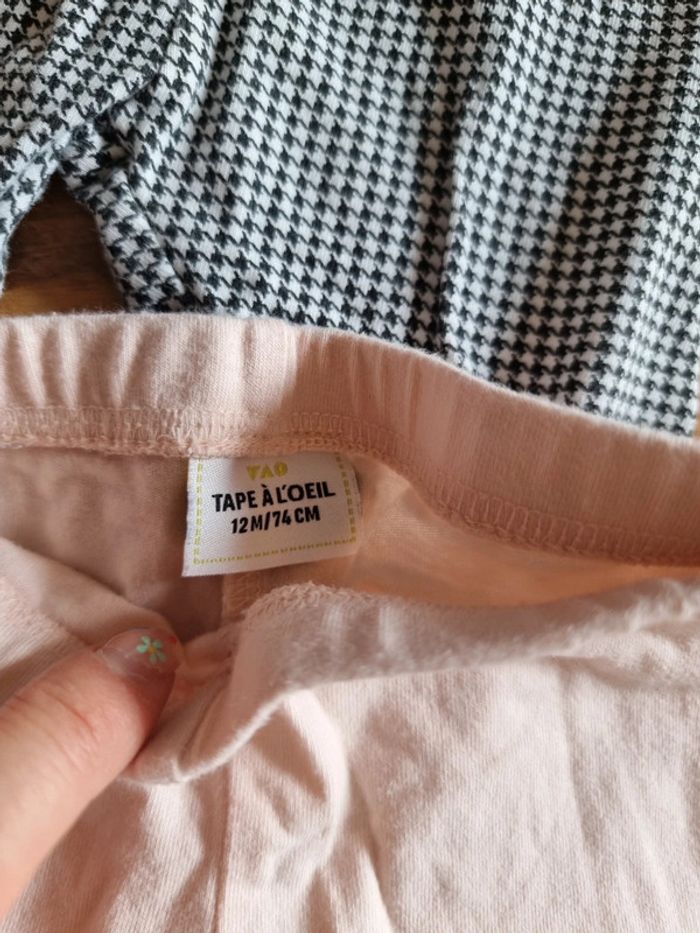 TAO
TAPE À L'OEIL
12M/74CM